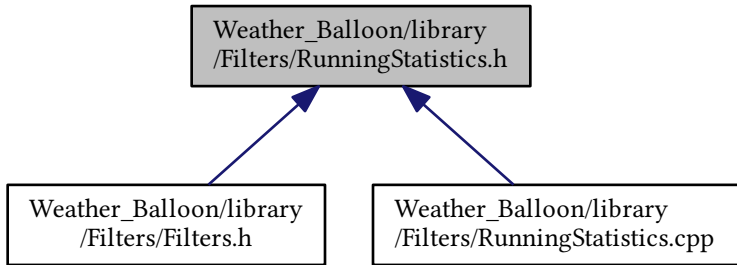 Weather_Balloon/library
/Filters/RunningStatistics.h
Weather_Balloon/library
/Filters/Filters.h
Weather_Balloon/library
/Filters/RunningStatistics.cpp